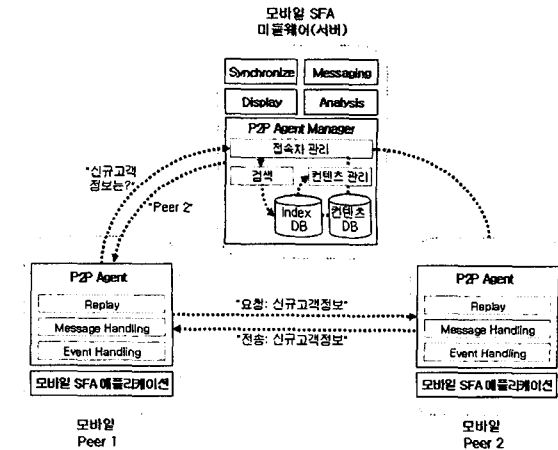 모바일 SFA
미들웨어(서버)
Synchronize
Messaging
Display
Analysis
P2P Agent Manager
접속자 관리
검색
컨텐츠 관리
Index
DB
컨텐츠
DB
"신규고객
정보는?"
"Peer 2"
P2P Agent
Replay
Message Handling
Event Handling
모바일 SFA 애플리케이션
모바일
Peer 1
"요청: 신규고객정보"
"전송: 신규고객정보"
P2P Agent
Replay
Message Handling
Event Handling
모바일 SFA 애플리케이션
모바일
Peer 2